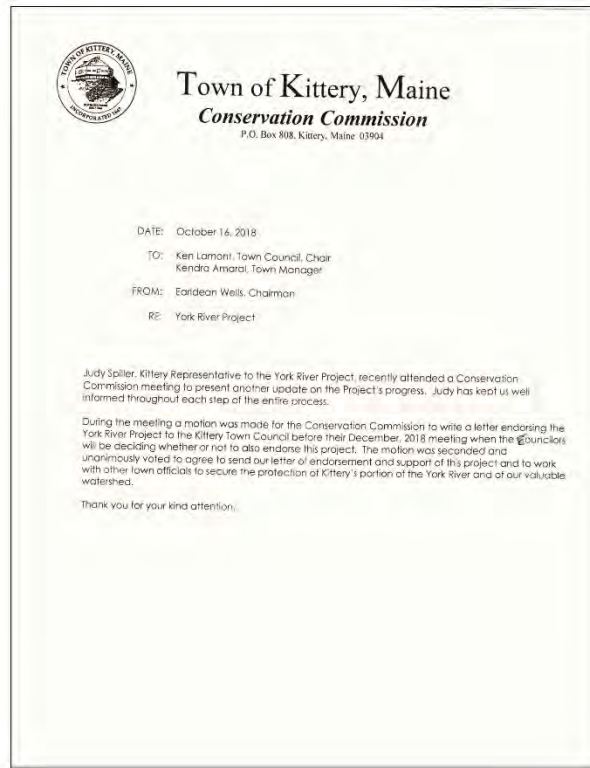 TOWN OF KITTERY, MAINE
INCORPORATED 1647
Town of Kittery, Maine
Conservation Commission
P.O. Box 808, Kittery, Maine 03904
DATE: October 16, 2018
TO: Ken Lamont, Town Council, Chair
Kendra Amaral, Town Manager
FROM: Earldean Wells, Chairman
RE: York River Project
Judy Spiller, Kittery Representative to the York River Project, recently attended a Conservation
Commission meeting to present another update on the Project's progress. Judy has kept us well
informed throughout each step of the entire process.
During the meeting a motion was made for the Conservation Commission to write a letter endorsing the
York River Project to the Kittery Town Council before their December, 2018 meeting when the Councilors
will be deciding whether or not to also endorse this project. The motion was seconded and
unanimously voted to agree to send our letter of endorsement and support of this project and to work
with other town officials to secure the protection of Kittery's portion of the York River and of our valuable
watershed.
Thank you for your kind attention.